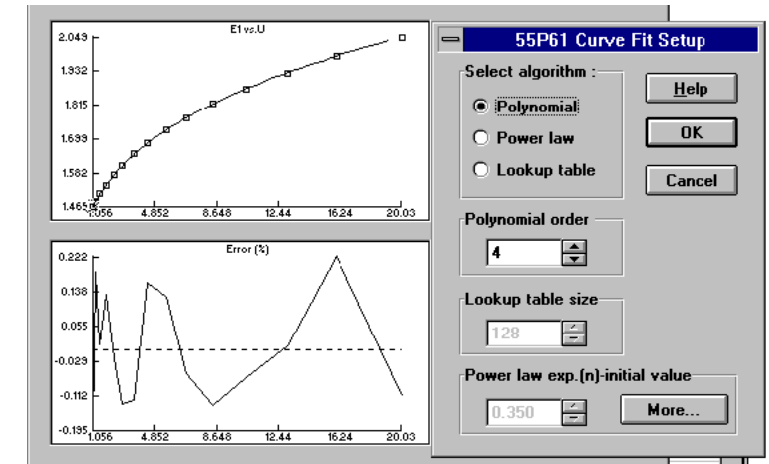 E1 vs.U
2.043
1.932
1.815
1.699
1.582
1.465
1.056 4.852 8.648 12.44 16.24 20.03
Error (%)
0.222
0.138
0.055
-0.029
-0.112
-0.195
1.056 4.852 8.648 12.44 16.24 20.03
55P61 Curve Fit Setup
Select algorithm :
Polynomial
Power law
Lookup table
Help
OK
Cancel
Polynomial order
4
Lookup table size
128
Power law exp.(n)-initial value
0.350
More...